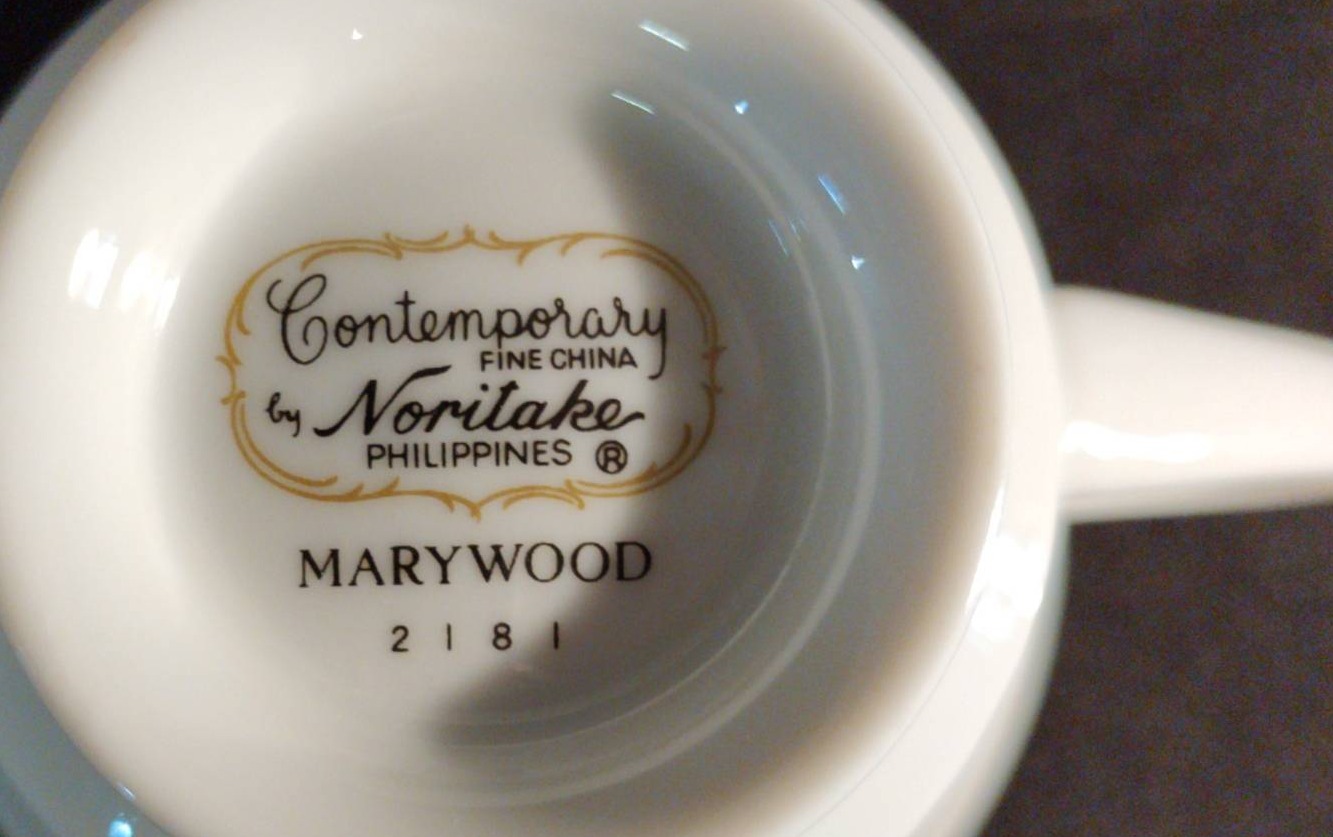 Contemporary
FINE CHINA
by Noritake
PHILIPPINES ®
MARYWOOD
2181